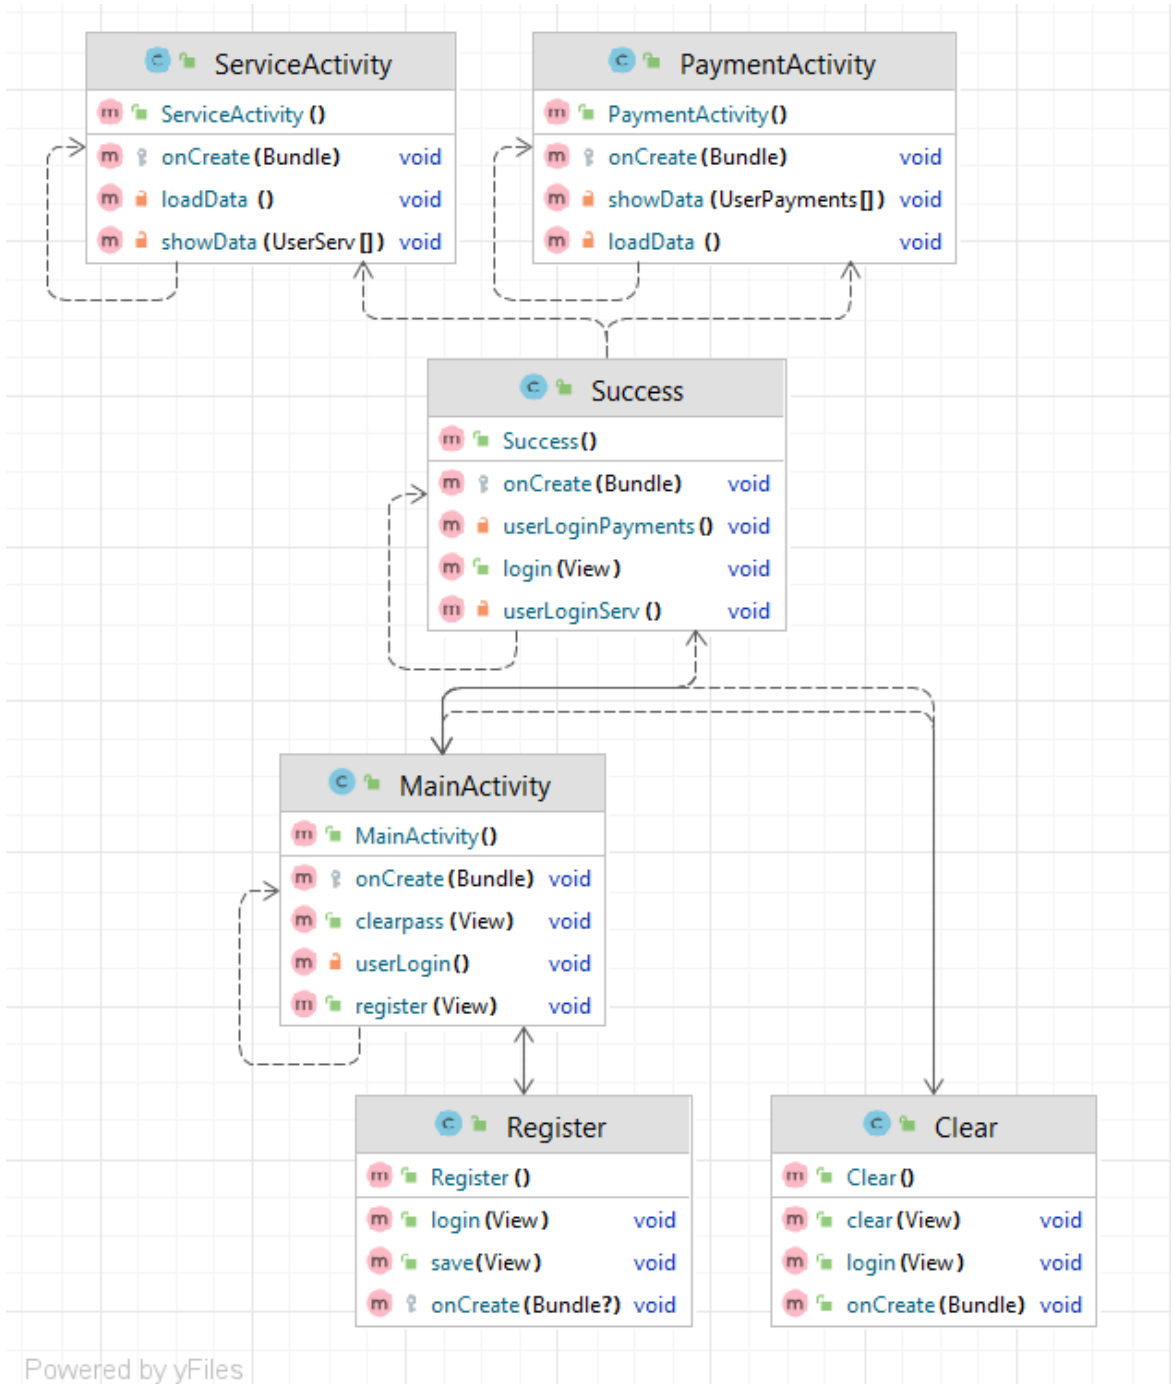 ServiceActivity
ServiceActivity ()
onCreate (Bundle) void
loadData () void
showData (UserServ []) void
PaymentActivity
PaymentActivity()
onCreate (Bundle) void
showData (UserPayments[]) void
loadData () void
Success
Success()
onCreate (Bundle) void
userLoginPayments () void
login (View) void
userLoginServ () void
MainActivity
MainActivity()
onCreate (Bundle) void
clearpass (View) void
userLogin() void
register (View) void
Register
Register ()
login (View) void
save(View) void
onCreate (Bundle?) void
Clear
Clear ()
clear (View) void
login (View) void
onCreate (Bundle) void
Powered by yFiles